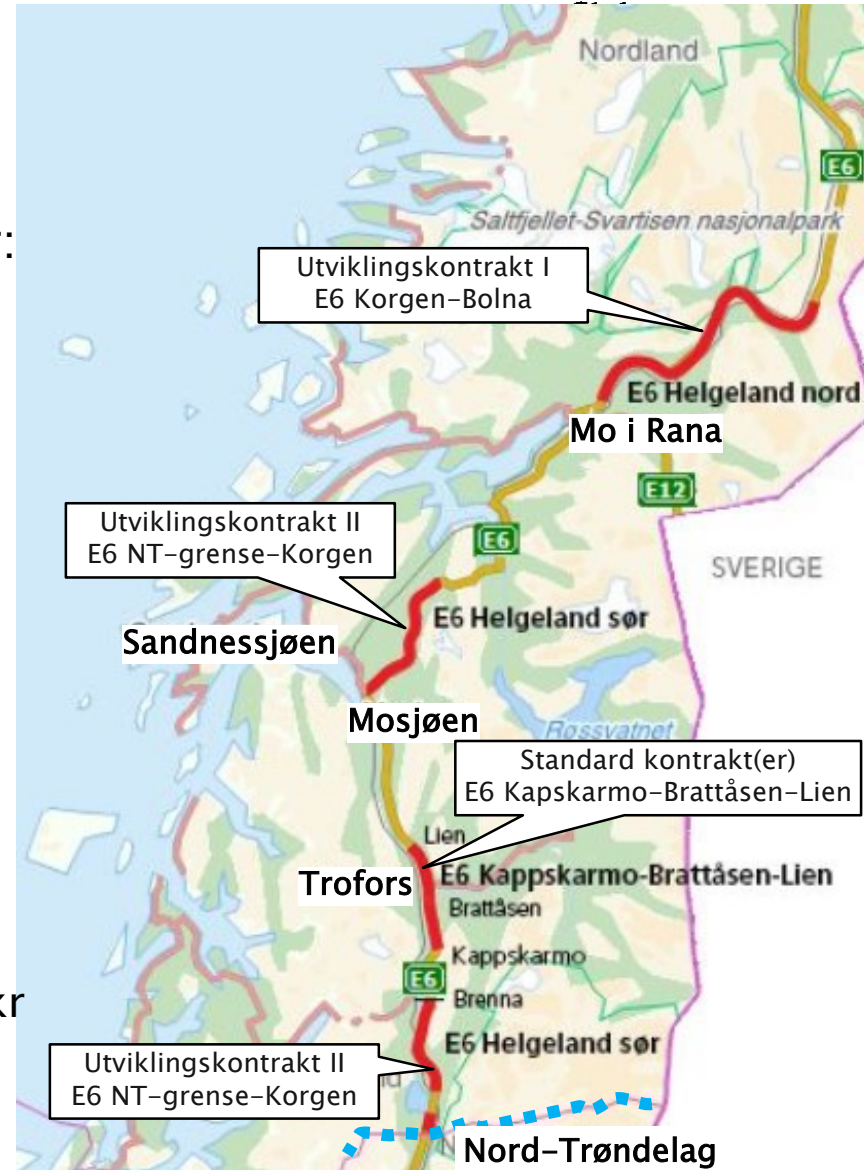 Nordland
E6
Saltfjellet-Svartisen nasjonalpark
Utviklingskontrakt I
E6 Korgen-Bolna
E6 Helgeland nord
Mo i Rana
E12
Utviklingskontrakt II
E6 NT-grense-Korgen
E6
SVERIGE
E6 Helgeland sør
Sandnessjøen
Mosjøen
Røssvatnet
Standard kontrakt(er)
E6 Kapskarmo-Brattåsen-Lien
Lien
Trofors
E6 Kappskarmo-Brattåsen-Lien
Brattåsen
Kappskarmo
E6
Brenna
kr
E6 Helgeland sør
Utviklingskontrakt II
E6 NT-grense-Korgen
Nord-Trøndelag